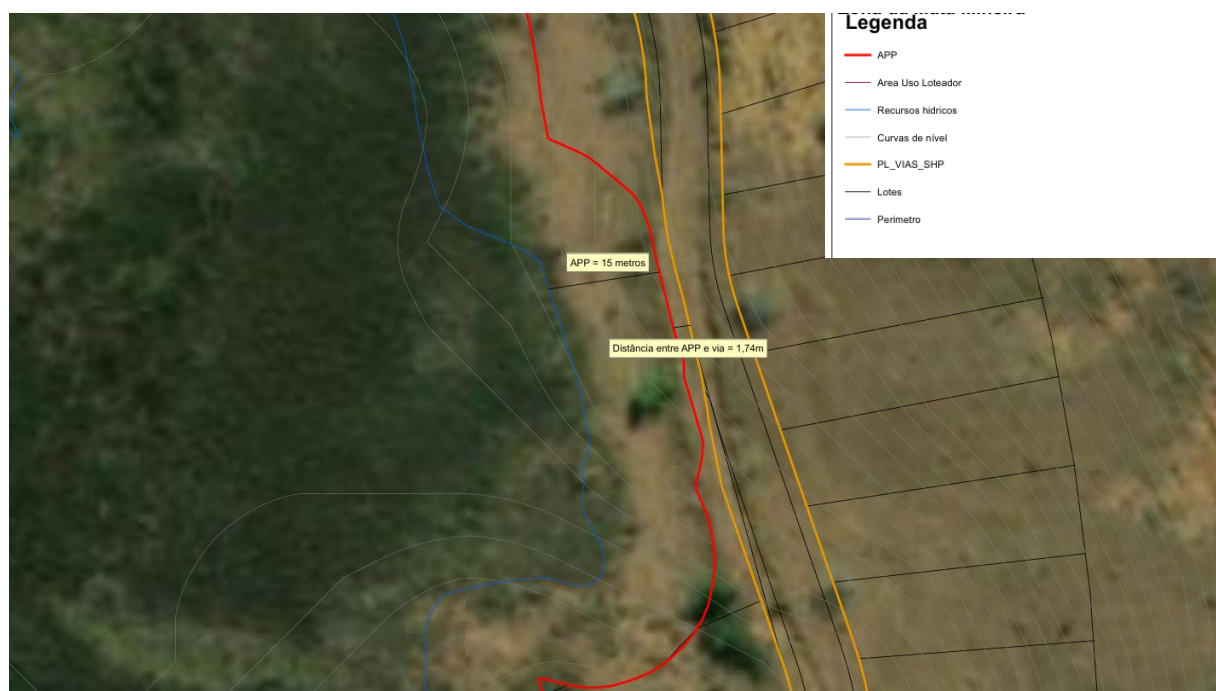 Legenda
APP
Area Uso Loteador
Recursos hidricos
Curvas de nível
PL_VIAS_SHP
Lotes
Perimetro
APP = 15 metros
Distância entre APP e via = 1,74m